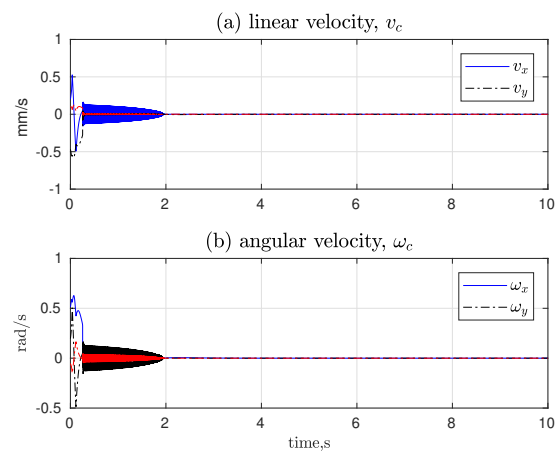 (a) linear velocity, v_c
1
0.5
0
-0.5
-1
mm/s
v_x
v_y
0 2 4 6 8 10
(b) angular velocity, ω_c
1
0.5
0
-0.5
rad/s
ω_x
ω_y
0 2 4 6 8 10
time,s